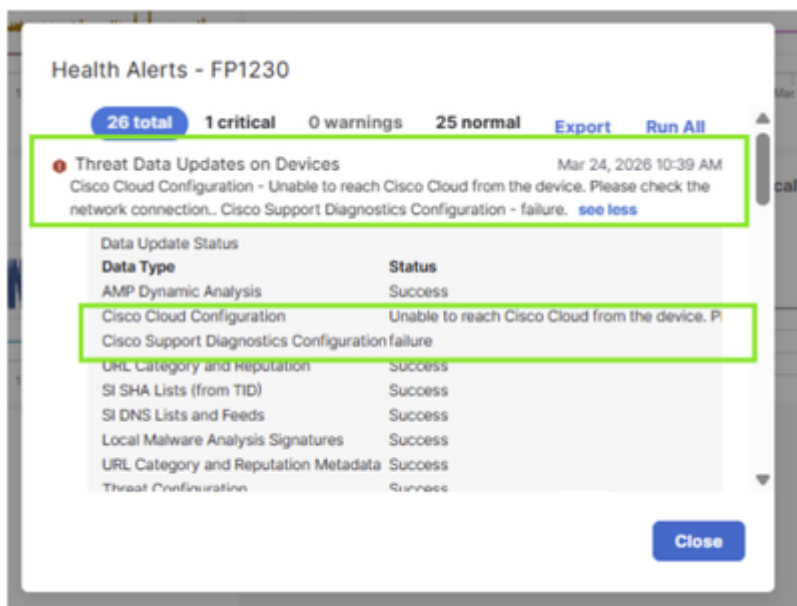 Health Alerts - FP1230
26 total 1 critical 0 warnings 25 normal Export Run All
Threat Data Updates on Devices Mar 24, 2026 10:39 AM
Cisco Cloud Configuration - Unable to reach Cisco Cloud from the device. Please check the
network connection.. Cisco Support Diagnostics Configuration - failure. see less
Data Update Status
Data Type Status
AMP Dynamic Analysis Success
Cisco Cloud Configuration Unable to reach Cisco Cloud from the device. Pl
Cisco Support Diagnostics Configuration failure
URL Category and Reputation Success
SI SHA Lists (from TID) Success
SI DNS Lists and Feeds Success
Local Malware Analysis Signatures Success
URL Category and Reputation Metadata Success
Threat Configuration Success
Close